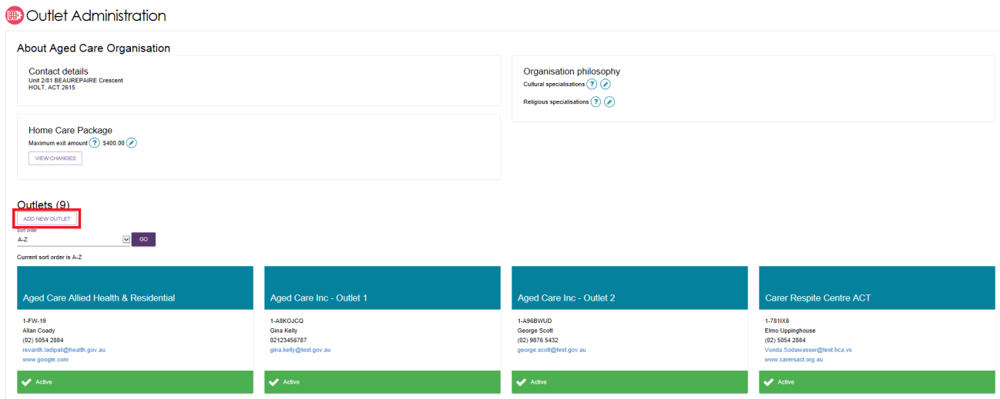 Outlet Administration
About Aged Care Organisation
Contact details
Unit 2/81 BEAUREPAIRE Crescent
HOLT, ACT 2615
Organisation philosophy
Cultural specialisations ?
Religious specialisations ?
Home Care Package
Maximum exit amount ? $400.00
VIEW CHANGES
Outlets (9)
ADD NEW OUTLET
Sort order
A-Z GO
Current sort order is A-Z
Aged Care Allied Health & Residential
1-FW-19
Allan Coady
(02) 5054 2884
revanth.ladipali@health.gov.au
www.google.com
Active
Aged Care Inc - Outlet 1
1-A8KOJCQ
Gina Kelly
02123456787
gina.kelly@test.gov.au
Active
Aged Care Inc - Outlet 2
1-A96BWUD
George Scott
(02) 9876 5432
george.scott@test.gov.au
Active
Carer Respite Centre ACT
1-781IX6
Elmo Uppinghouse
(02) 5054 2884
Vonda.Sodawasser@test.hca.vs
www.carersact.org.au
Active